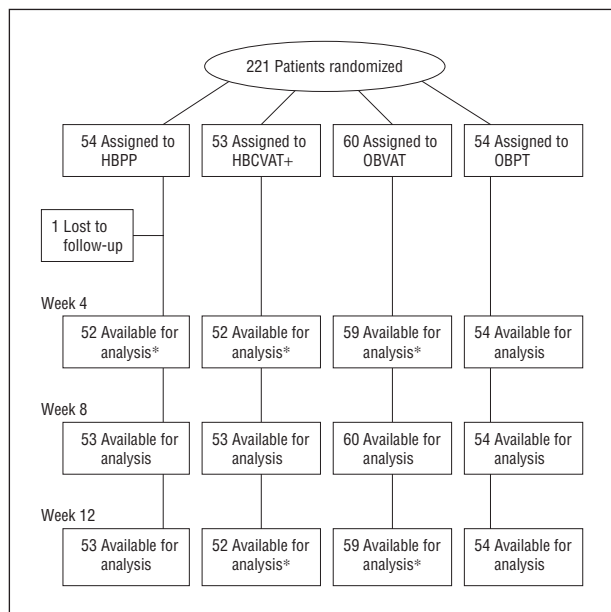 221 Patients randomized
54 Assigned to
HBPP
53 Assigned to
HBCVAT+
60 Assigned to
OBVAT
54 Assigned to
OBPT
1 Lost to
follow-up
Week 4
52 Available for
analysis*
52 Available for
analysis*
59 Available for
analysis*
54 Available for
analysis
Week 8
53 Available for
analysis
53 Available for
analysis
60 Available for
analysis
54 Available for
analysis
Week 12
53 Available for
analysis
52 Available for
analysis*
59 Available for
analysis*
54 Available for
analysis